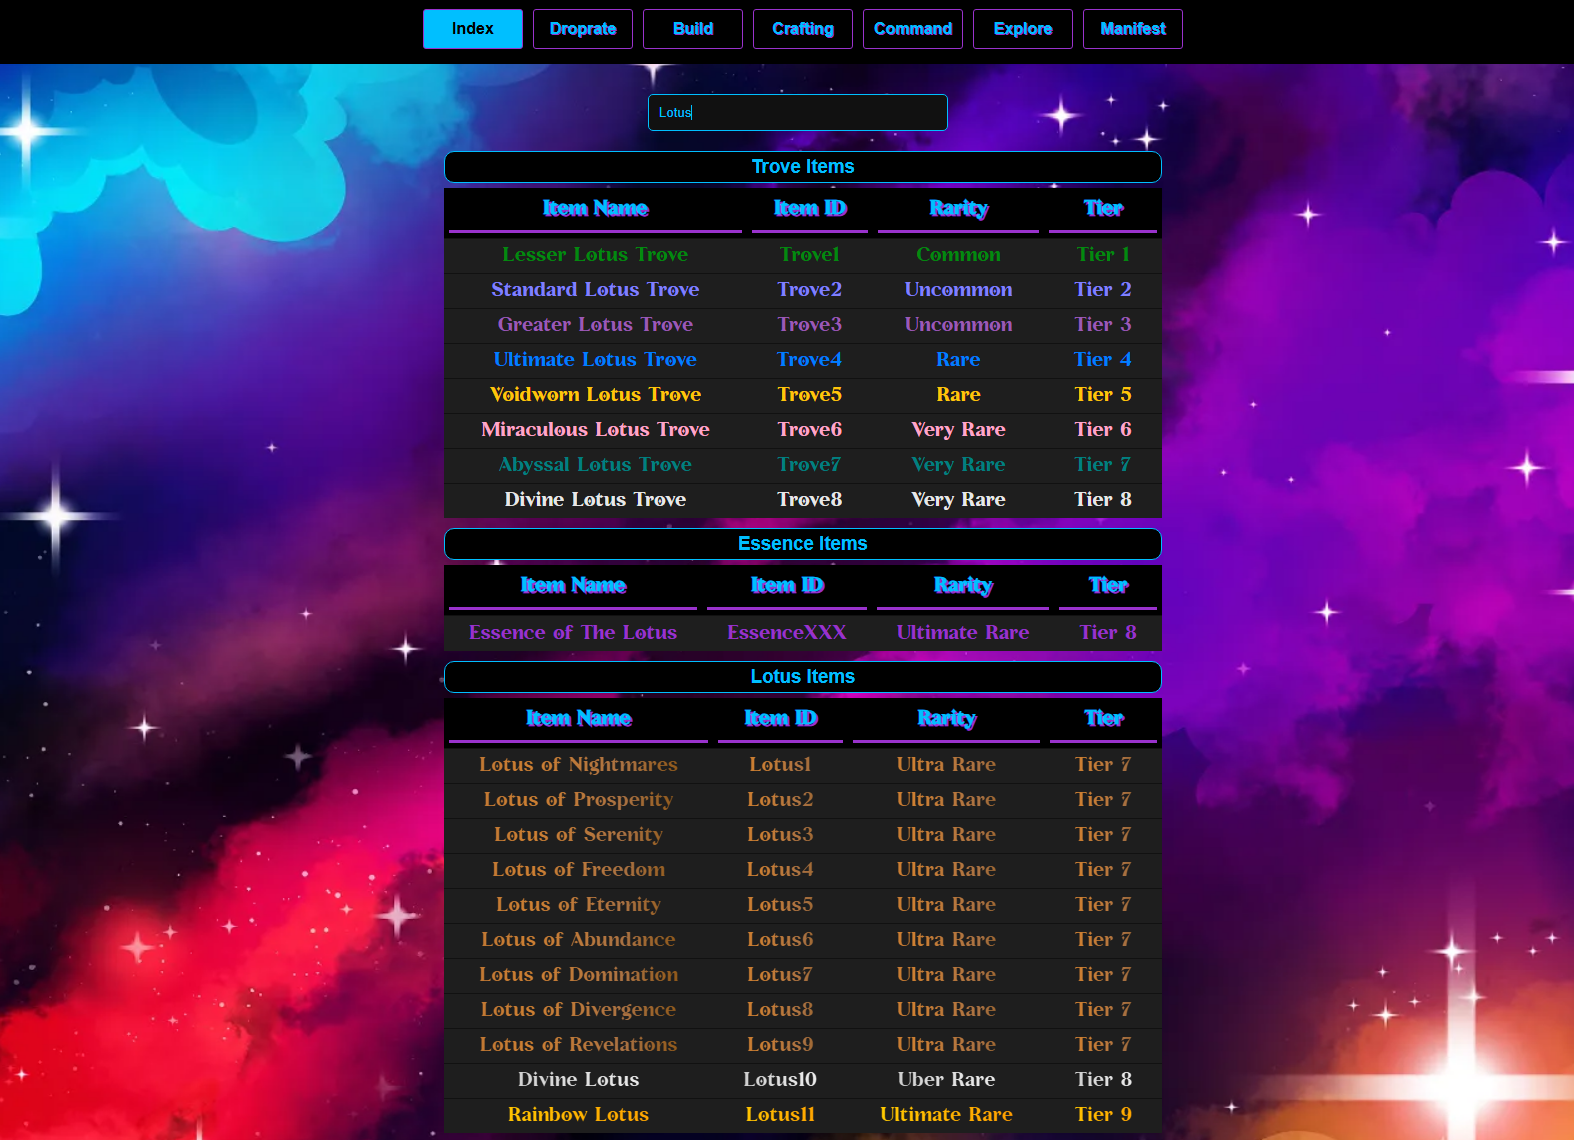 Index Droprate Build Crafting Command Explore Manifest
Lotus
Trove Items
Item Name Item ID Rarity Tier
Lesser Lotus Trove Trove1 Common Tier 1
Standard Lotus Trove Trove2 Uncommon Tier 2
Greater Lotus Trove Trove3 Uncommon Tier 3
Ultimate Lotus Trove Trove4 Rare Tier 4
Voidworn Lotus Trove Trove5 Rare Tier 5
Miraculous Lotus Trove Trove6 Very Rare Tier 6
Abyssal Lotus Trove Trove7 Very Rare Tier 7
Divine Lotus Trove Trove8 Very Rare Tier 8
Essence Items
Item Name Item ID Rarity Tier
Essence of The Lotus EssenceXXX Ultimate Rare Tier 8
Lotus Items
Item Name Item ID Rarity Tier
Lotus of Nightmares Lotus1 Ultra Rare Tier 7
Lotus of Prosperity Lotus2 Ultra Rare Tier 7
Lotus of Serenity Lotus3 Ultra Rare Tier 7
Lotus of Freedom Lotus4 Ultra Rare Tier 7
Lotus of Eternity Lotus5 Ultra Rare Tier 7
Lotus of Abundance Lotus6 Ultra Rare Tier 7
Lotus of Domination Lotus7 Ultra Rare Tier 7
Lotus of Divergence Lotus8 Ultra Rare Tier 7
Lotus of Revelations Lotus9 Ultra Rare Tier 7
Divine Lotus Lotus10 Uber Rare Tier 8
Rainbow Lotus Lotus11 Ultimate Rare Tier 9